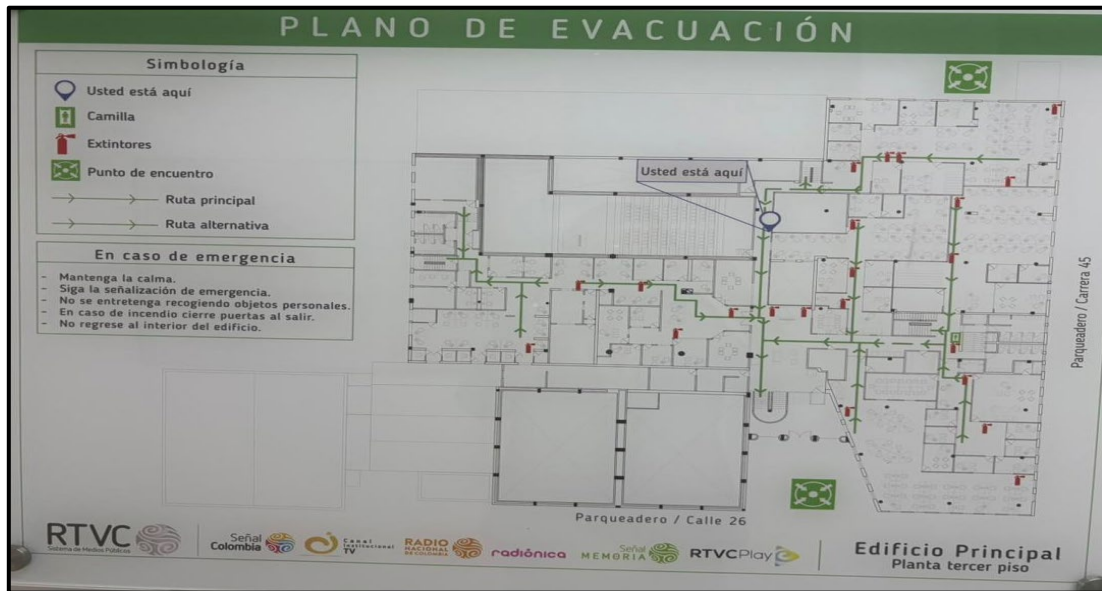 PLANO DE EVACUACIÓN
Simbología
Usted está aquí
Camilla
Extintores
Punto de encuentro
Ruta principal
Ruta alternativa
En caso de emergencia
- Mantenga la calma.
- Siga la señalización de emergencia.
- No se entretenga recogiendo objetos personales.
- En caso de incendio cierre puertas al salir.
- No regrese al interior del edificio.
Usted está aquí
Parqueadero / Carrera 45
Parqueadero / Calle 26
RTVC
Sistema de Medios Públicos
Señal
Colombia
Canal
Institucional
TV
RADIO
NACIONAL
DE COLOMBIA
radiónica
Señal
MEMORIA
RTVCPlay
Edificio Principal
Planta tercer piso